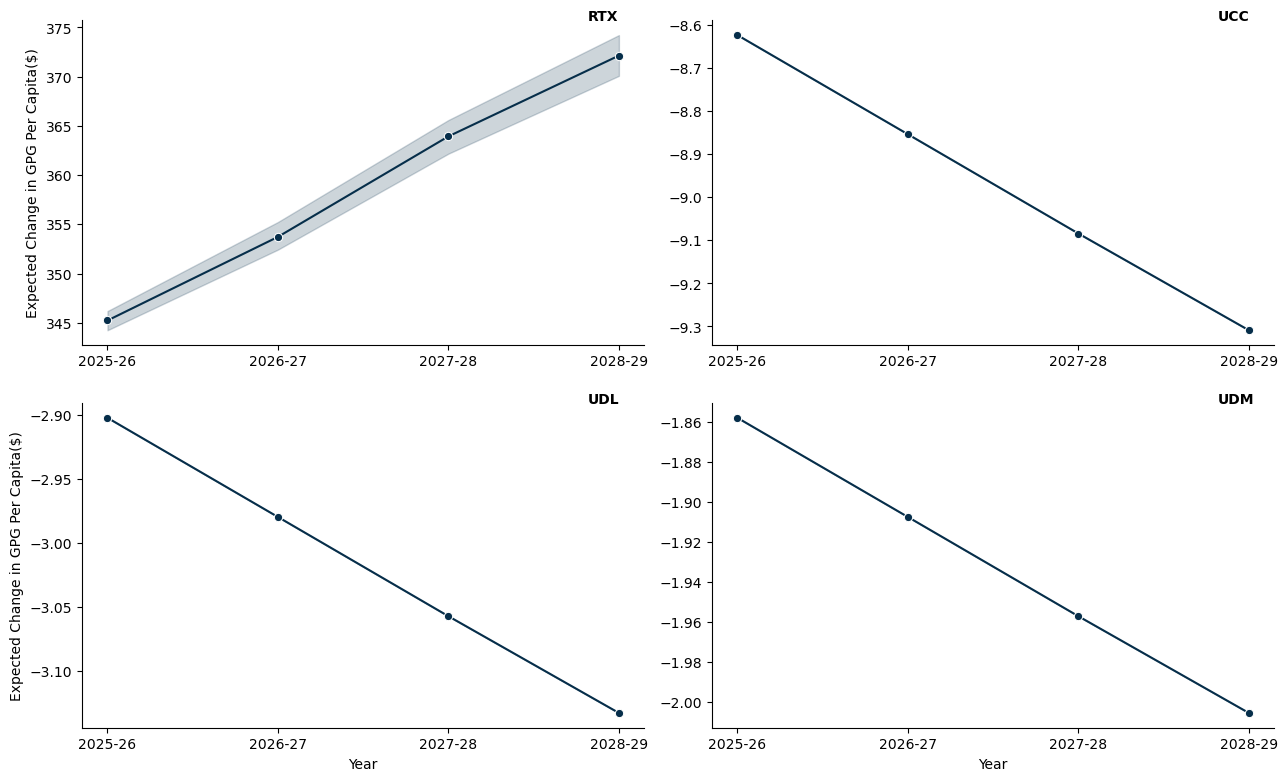 RTX
Expected Change in GPG Per Capita($)
375
370
365
360
355
350
345
2025-26 2026-27 2027-28 2028-29
UCC
−8.6
−8.7
−8.8
−8.9
−9.0
−9.1
−9.2
−9.3
2025-26 2026-27 2027-28 2028-29
UDL
Expected Change in GPG Per Capita($)
−2.90
−2.95
−3.00
−3.05
−3.10
2025-26 2026-27 2027-28 2028-29
Year
UDM
−1.86
−1.88
−1.90
−1.92
−1.94
−1.96
−1.98
−2.00
2025-26 2026-27 2027-28 2028-29
Year